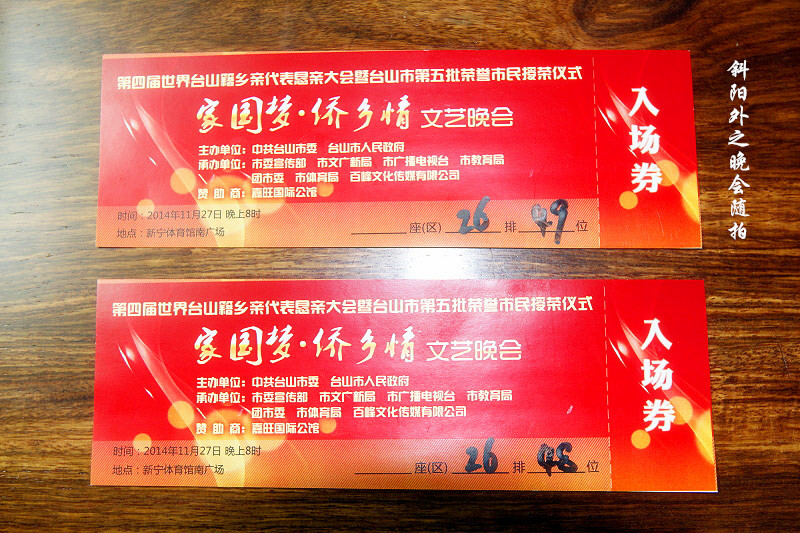 第四届世界台山籍乡亲代表恳亲大会暨台山市第五批荣誉市民授荣仪式
家国梦·侨乡情 文艺晚会
主办单位：中共台山市委 台山市人民政府
承办单位：市委宣传部 市文广新局 市广播电视台 市教育局
团市委 市体育局 百峰文化传媒有限公司
赞助商：嘉旺国际公馆
时间：2014年11月27日 晚上8时
地点：新宁体育馆南广场
座(区) 26 排 49 位
入场券
第四届世界台山籍乡亲代表恳亲大会暨台山市第五批荣誉市民授荣仪式
家国梦·侨乡情 文艺晚会
主办单位：中共台山市委 台山市人民政府
承办单位：市委宣传部 市文广新局 市广播电视台 市教育局
团市委 市体育局 百峰文化传媒有限公司
赞助商：嘉旺国际公馆
时间：2014年11月27日 晚上8时
地点：新宁体育馆南广场
座(区) 26 排 48 位
入场券
斜阳外之晚会随拍